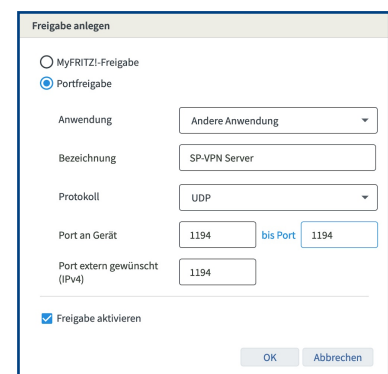 Freigabe anlegen
MyFRITZ!-Freigabe
Portfreigabe
Anwendung Andere Anwendung
Bezeichnung SP-VPN Server
Protokoll UDP
Port an Gerät 1194 bis Port 1194
Port extern gewünscht
(IPv4) 1194
Freigabe aktivieren
OK Abbrechen